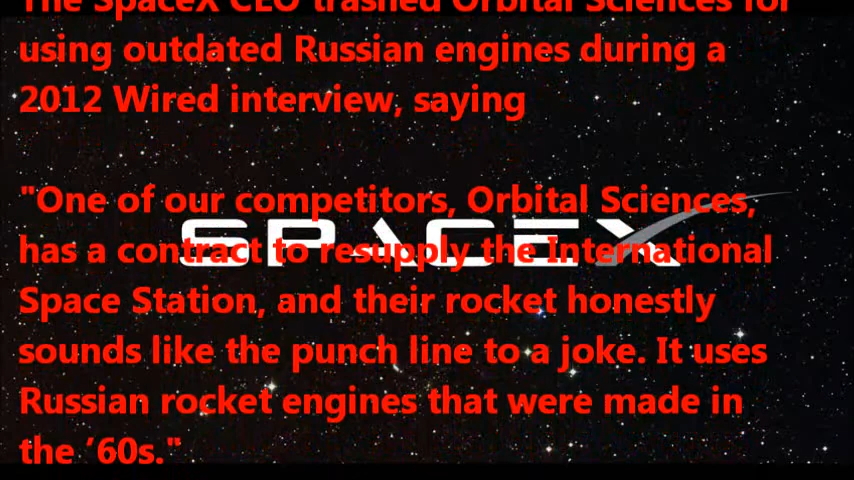 The SpaceX CEO trashed Orbital Sciences for
using outdated Russian engines during a
2012 Wired interview, saying
"One of our competitors, Orbital Sciences,
SPACEX
has a contract to resupply the International
Space Station, and their rocket honestly
sounds like the punch line to a joke. It uses
Russian rocket engines that were made in
the ’60s."